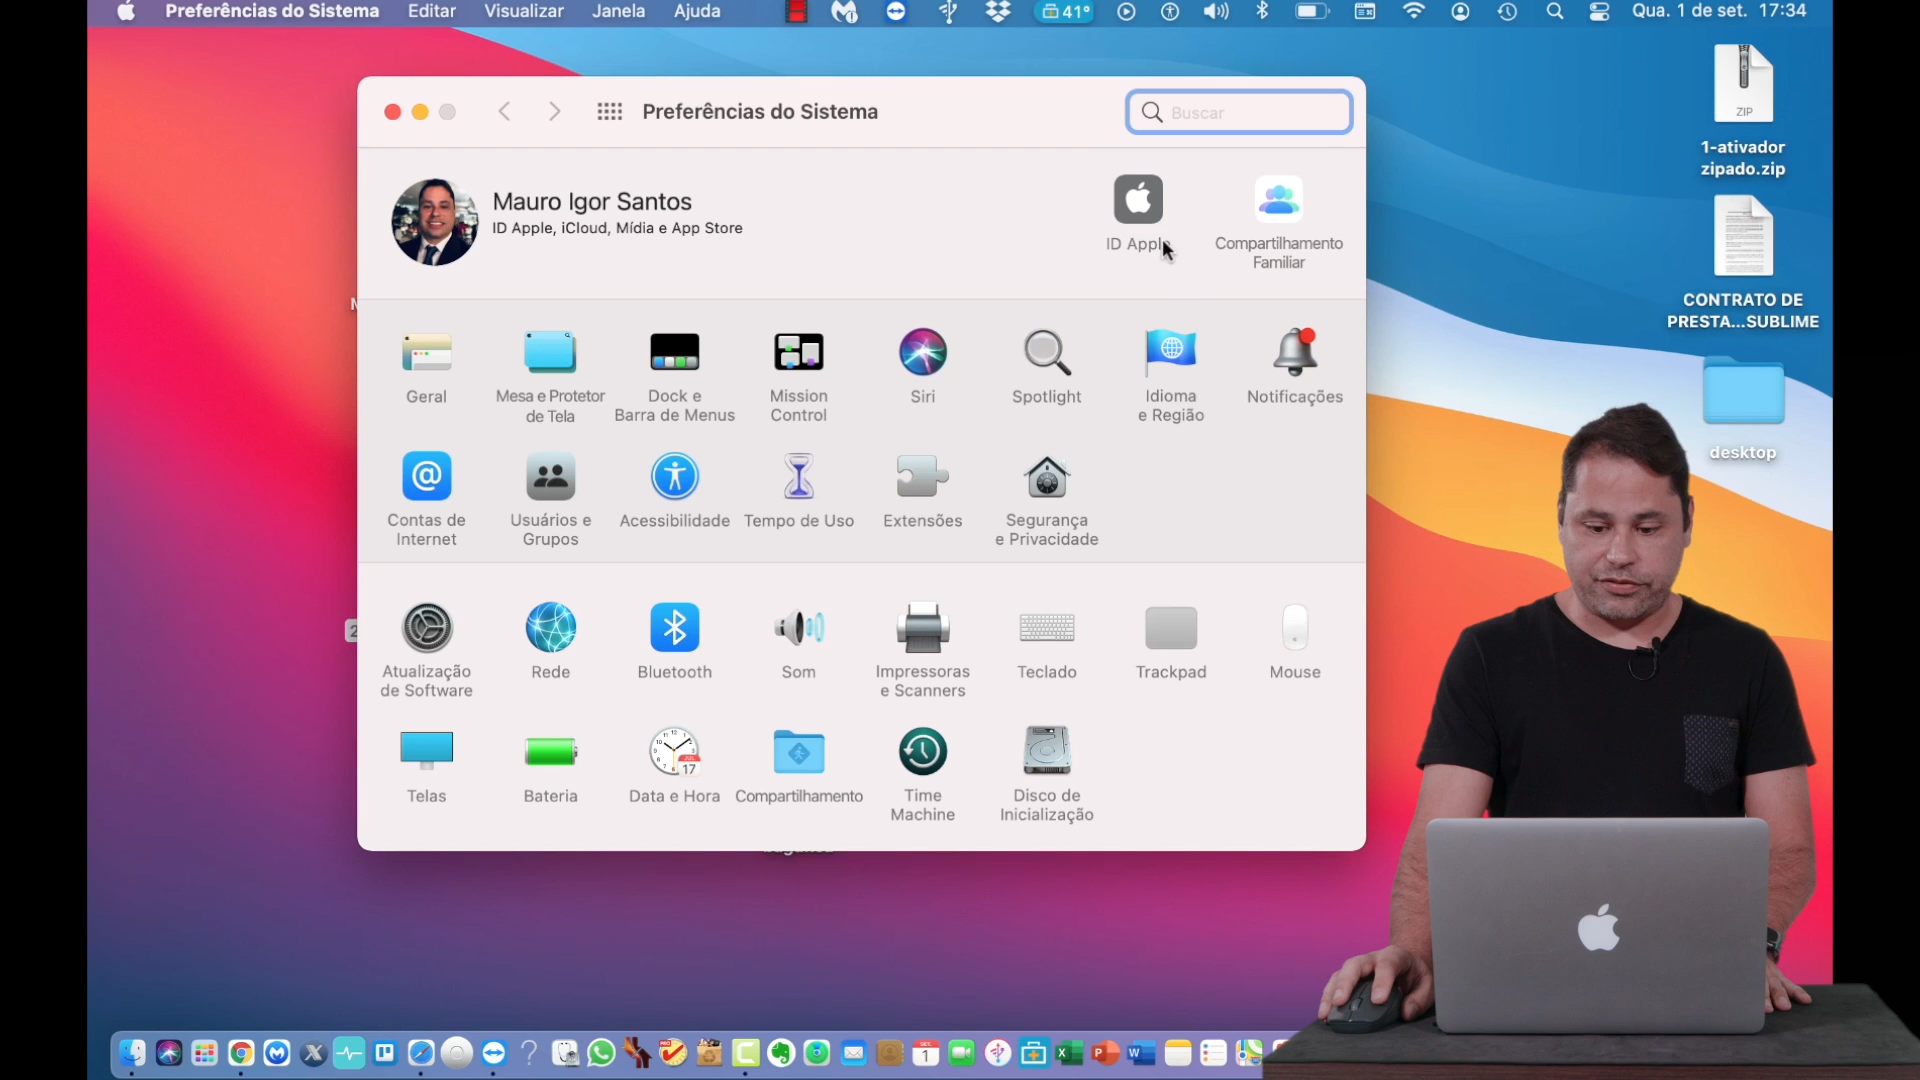 Preferências do Sistema Editar Visualizar Janela Ajuda 41° Qua. 1 de set. 17:34
Preferências do Sistema
Buscar
Mauro Igor Santos
ID Apple, iCloud, Mídia e App Store
ID Apple
Compartilhamento
Familiar
Geral
Mesa e Protetor
de Tela
Dock e
Barra de Menus
Mission
Control
Siri
Spotlight
Idioma
e Região
Notificações
Contas de
Internet
Usuários e
Grupos
Acessibilidade
Tempo de Uso
Extensões
Segurança
e Privacidade
Atualização
de Software
Rede
Bluetooth
Som
Impressoras
e Scanners
Teclado
Trackpad
Mouse
Telas
Bateria
JUL
17
Data e Hora
Compartilhamento
Time
Machine
Disco de
Inicialização
ZIP
1-ativador
zipado.zip
CONTRATO DE
PRESTA...SUBLIME
desktop
SET.
1